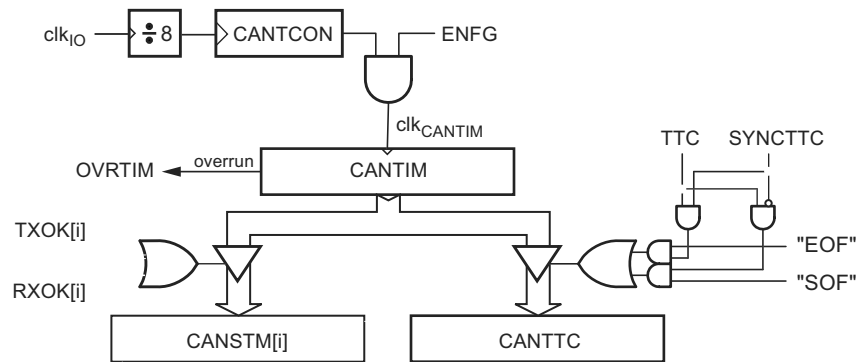 clkIO
÷8
CANTCON
ENFG
clkCANTIM
TTC
SYNCTTC
OVRTIM
overrun
CANTIM
TXOK[i]
"EOF"
RXOK[i]
"SOF"
CANSTM[i]
CANTTC